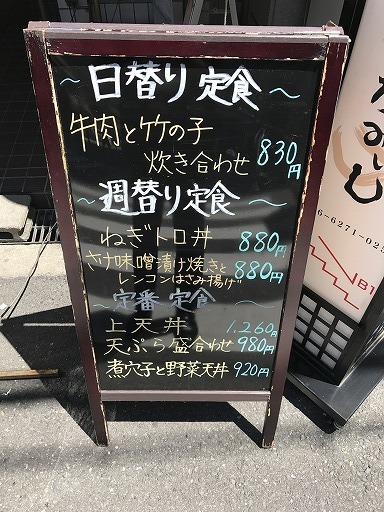 ～日替り定食～
牛肉と竹の子
炊き合わせ 830円
～週替り定食～
ねぎトロ丼 880円
さけ味噌漬け焼きと
レンコンはさみ揚げ 880円
～定番定食～
上天丼 1.260円
天ぷら盛合わせ 980円
煮穴子と野菜天丼 920円
6-6271-02
B1